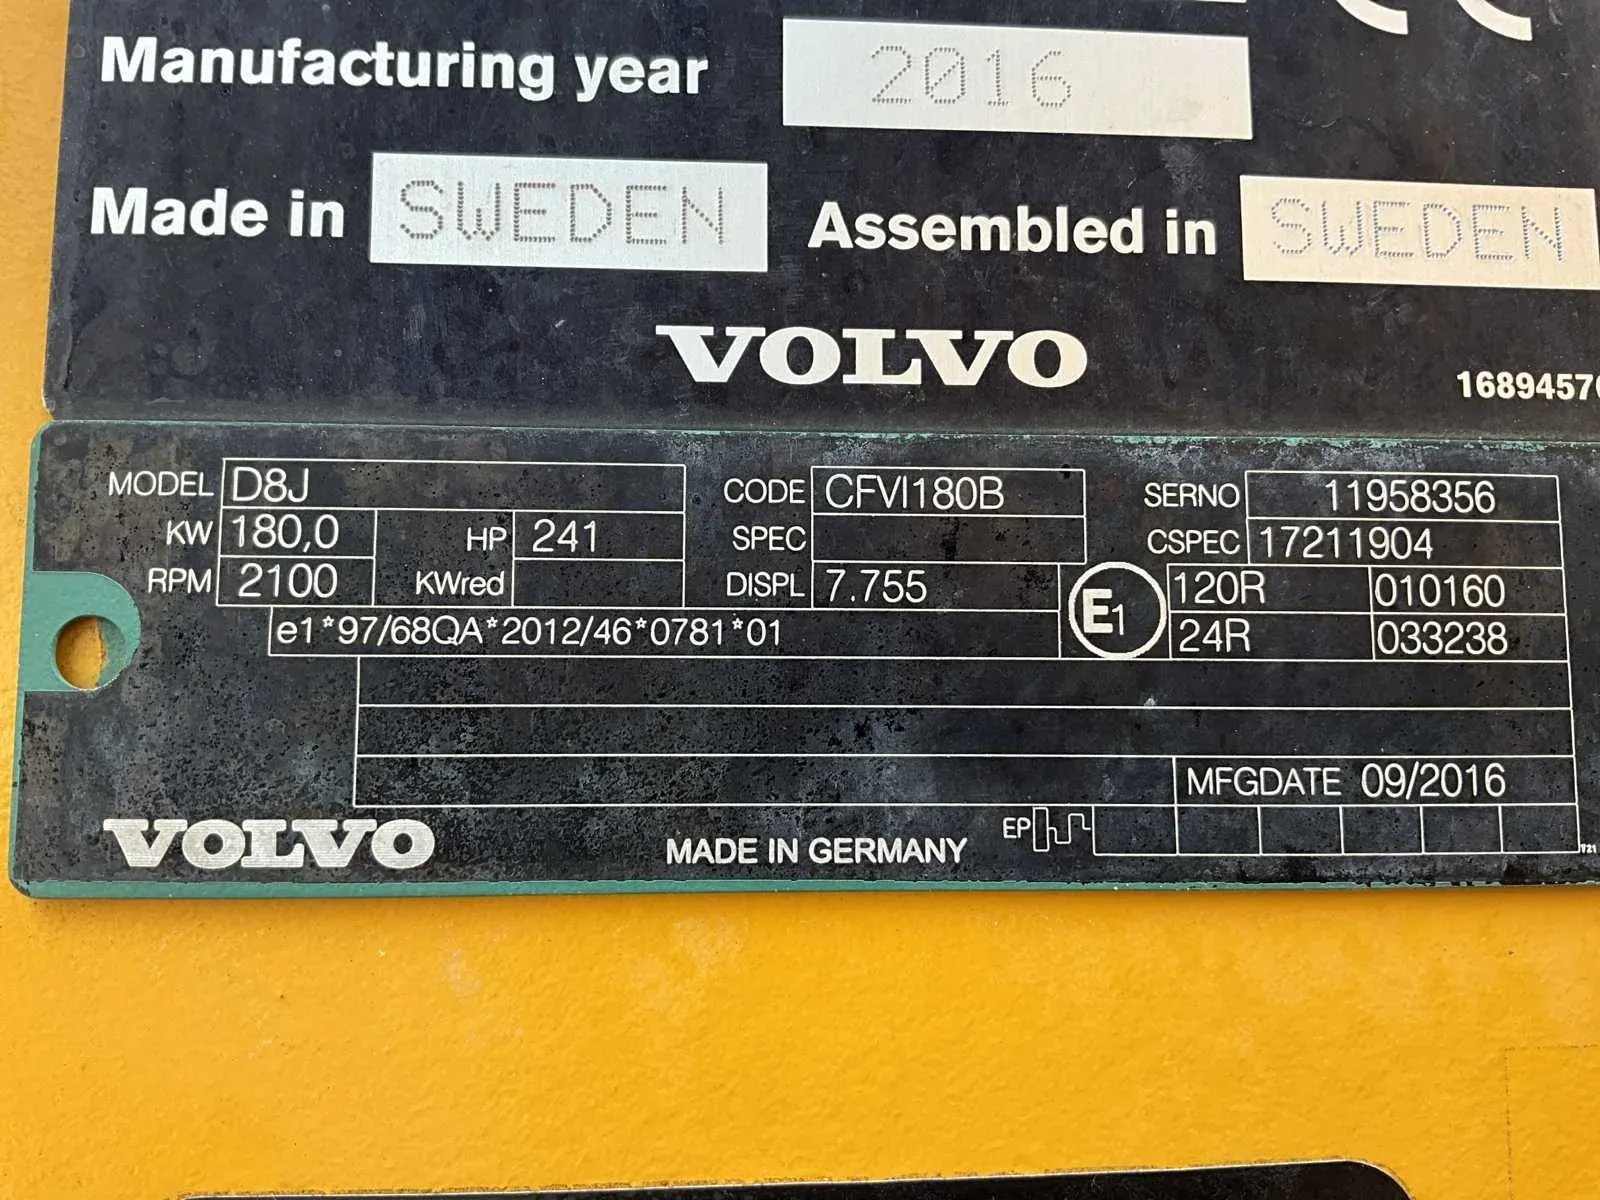 Manufacturing year 2016
Made in SWEDEN Assembled in SWEDEN
VOLVO
1689457
MODEL D8J CODE CFVI180B SERNO 11958356
KW 180,0 HP 241 SPEC CSPEC 17211904
RPM 2100 KWred DISPL 7.755 E1 120R 010160
e1*97/68QA*2012/46*0781*01 24R 033238
MFGDATE 09/2016
VOLVO MADE IN GERMANY EP